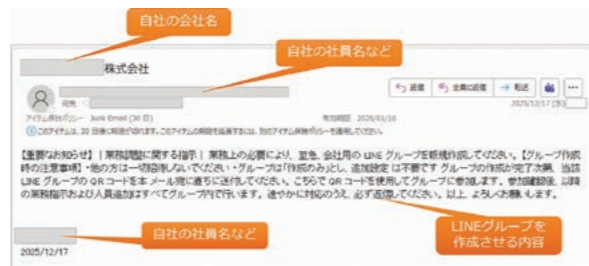 自社の会社名
自社の社員名など
株式会社
返信
全員に返信
転送
宛先
2025/12/17 (水)
アイテム保持ポリシー Junk Email (30 日)
有効期限 2026/01/16
このアイテムは、30 日後に有効期限が切れます。このアイテムの期限を延長するには、別のアイテム保持ポリシーを適用してください。
【重要なお知らせ】 | 業務調整に関する指示 | 業務上の必要により、至急、会社用の LINE グループを新規作成してください。【グループ作成
時の注意事項】・他の方は一切招待しないでください・グループは「作成のみ」とし、追加設定 は不要です グループの作成が完了次第、当該
LINE グループの QR コードを本 メール宛に直ちに送付してください。こちらで QR コードを使用してグループに参加します。参加確認後、以降
の業務指示および人員追加はすべてグループ内で行います。速やかに対応のうえ、必ず返信してください。以上、よろしくお願いします。
自社の社員名など
LINEグループを
作成させる内容
2025/12/17